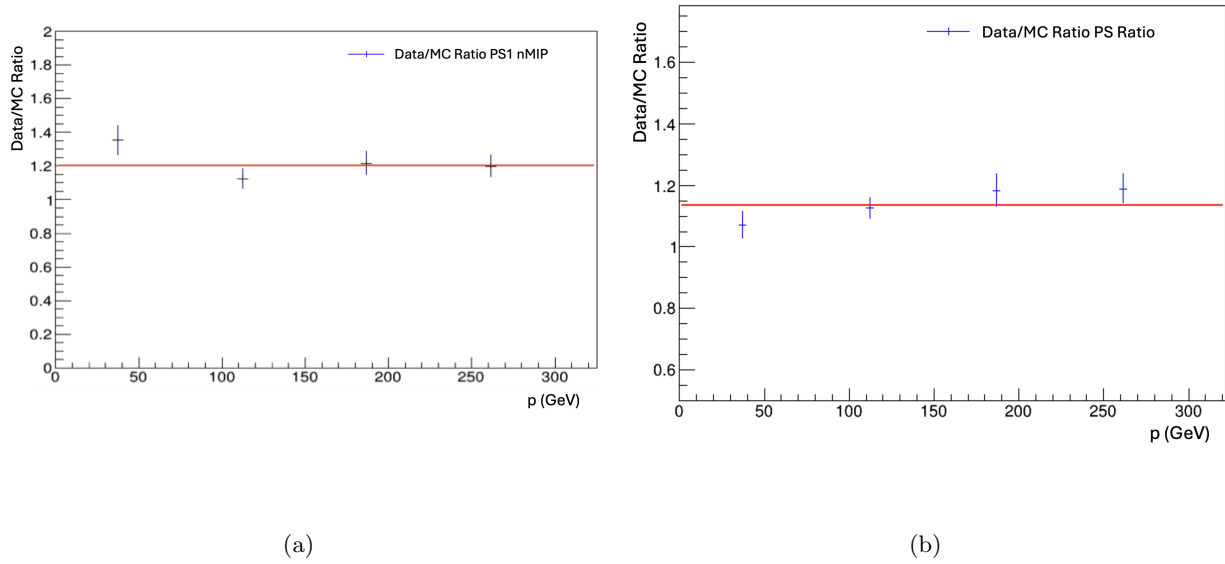 Data/MC Ratio
2
1.8
1.6
1.4
1.2
1
0.8
0.6
0.4
0.2
0
Data/MC Ratio PS1 nMIP
0 50 100 150 200 250 300
p (GeV)
(a)
Data/MC Ratio
1.6
1.4
1.2
1
0.8
0.6
Data/MC Ratio PS Ratio
0 50 100 150 200 250 300
p (GeV)
(b)